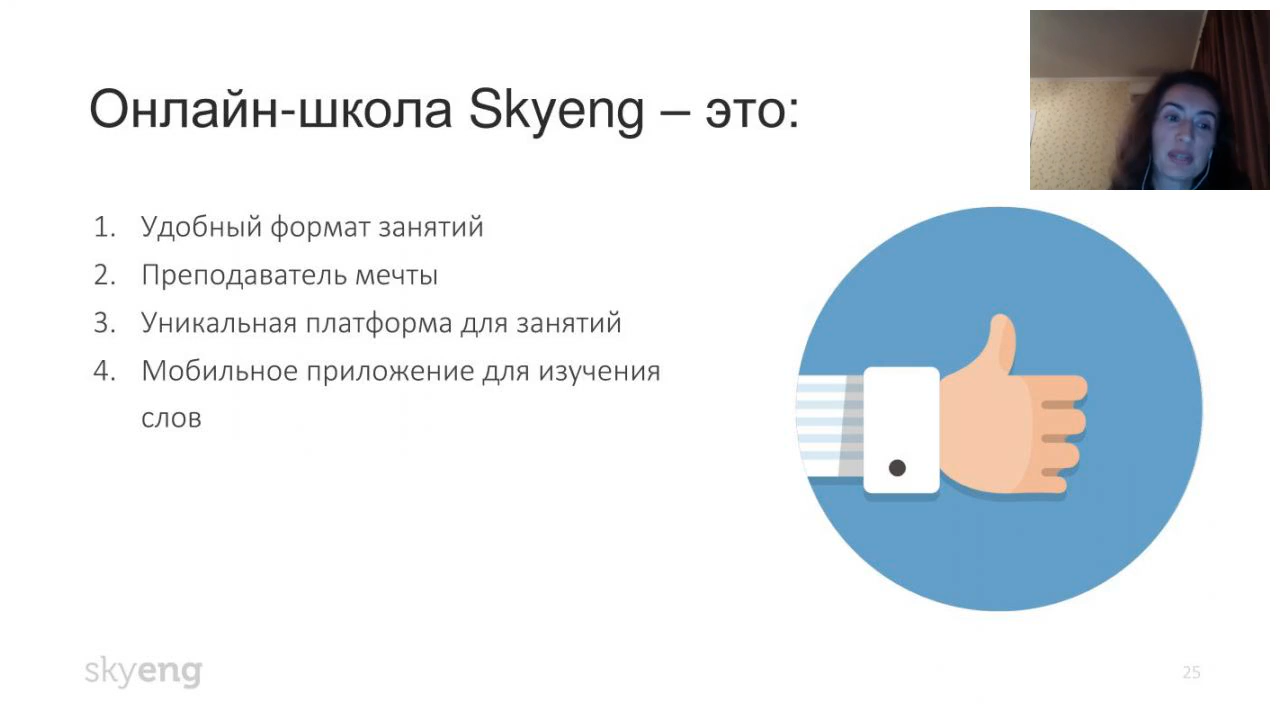 Онлайн-школа Skyeng – это:
1. Удобный формат занятий
2. Преподаватель мечты
3. Уникальная платформа для занятий
4. Мобильное приложение для изучения
слов
skyeng
25